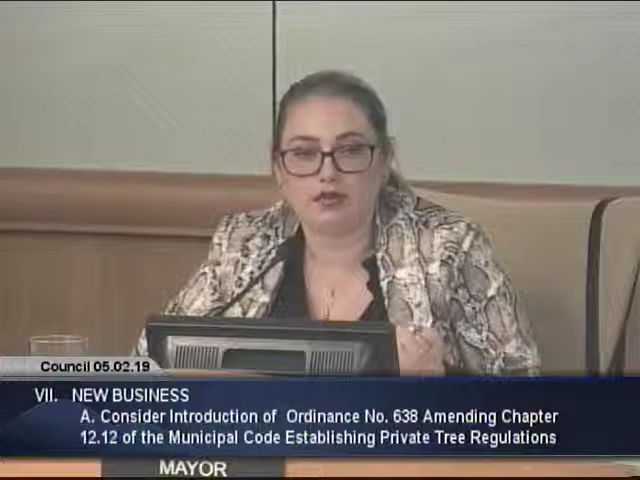 Council 05.02.19
VII. NEW BUSINESS
A. Consider Introduction of Ordinance No. 638 Amending Chapter
12.12 of the Municipal Code Establishing Private Tree Regulations
MAYOR